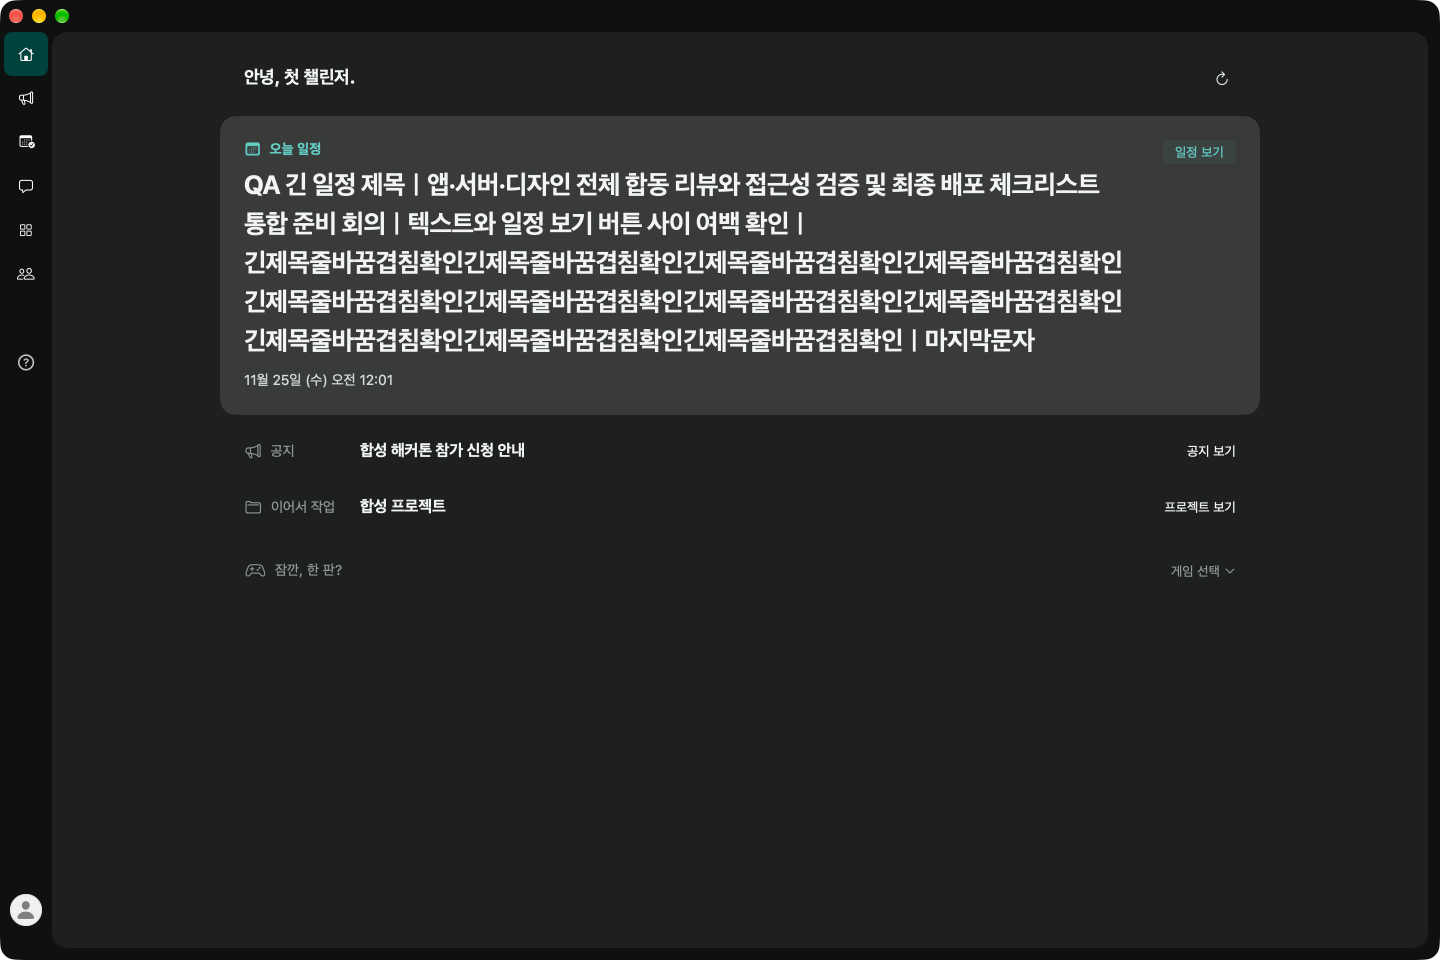 안녕, 첫 챌린저.
오늘 일정
일정 보기
QA 긴 일정 제목 | 앱·서버·디자인 전체 합동 리뷰와 접근성 검증 및 최종 배포 체크리스트
통합 준비 회의 | 텍스트와 일정 보기 버튼 사이 여백 확인 |
긴제목줄바꿈겹침확인긴제목줄바꿈겹침확인긴제목줄바꿈겹침확인긴제목줄바꿈겹침확인
긴제목줄바꿈겹침확인긴제목줄바꿈겹침확인긴제목줄바꿈겹침확인긴제목줄바꿈겹침확인
긴제목줄바꿈겹침확인긴제목줄바꿈겹침확인긴제목줄바꿈겹침확인 | 마지막문자
11월 25일 (수) 오전 12:01
공지 합성 해커톤 참가 신청 안내 공지 보기
이어서 작업 합성 프로젝트 프로젝트 보기
잠깐, 한 판? 게임 선택